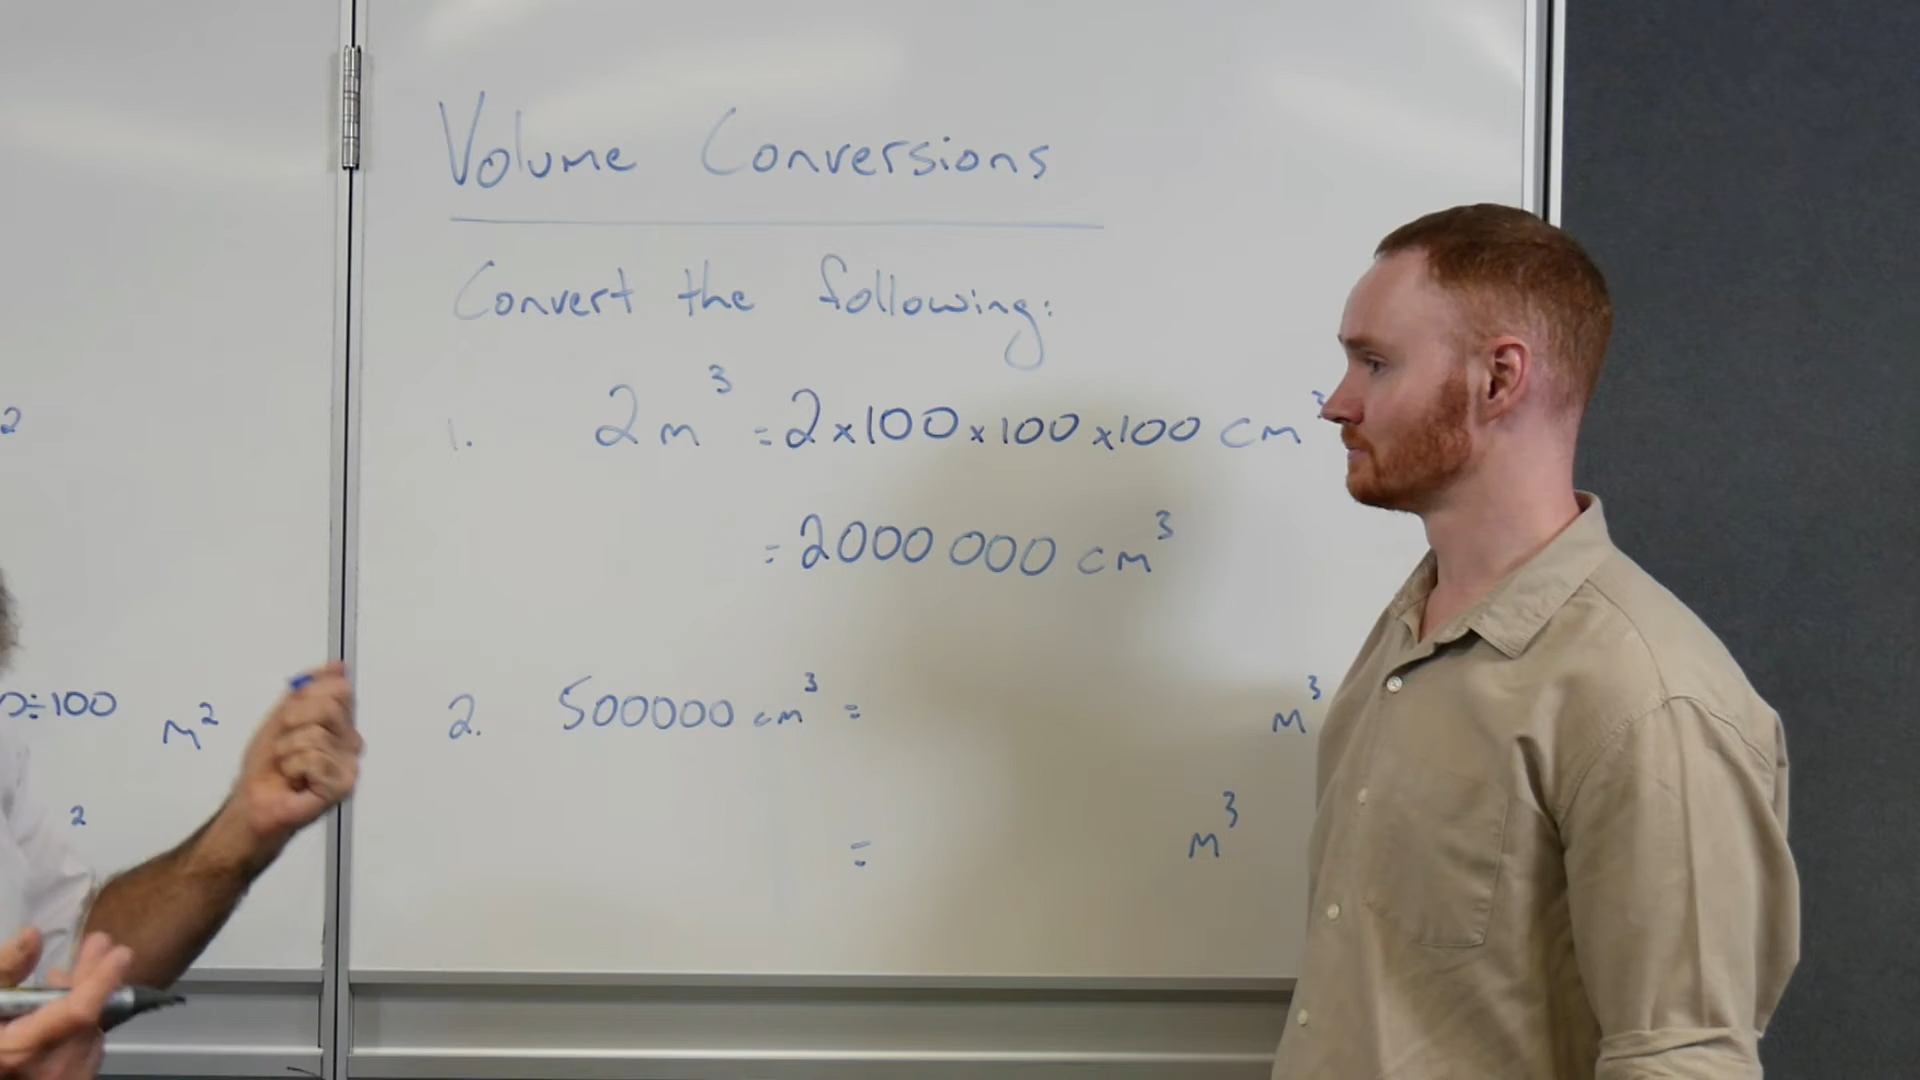 Volume Conversions
Convert the following:
2
1. 2m³ = 2×100×100×100 cm³
= 2000 000 cm³
÷100 m²
2. 500000 cm³ = m³
2
= m³